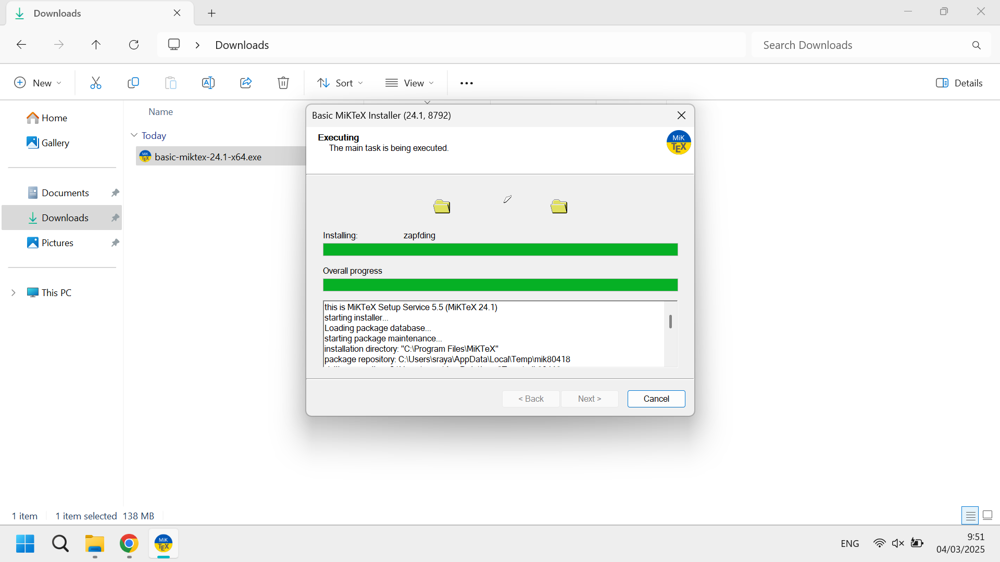 Downloads
Downloads
Search Downloads
New
Sort
View
Details
Home
Gallery
Documents
Downloads
Pictures
This PC
Name
Today
basic-miktex-24.1-x64.exe
Basic MiKTeX Installer (24.1, 8792)
Executing
The main task is being executed.
MiK
TEX
Installing: zapfding
Overall progress
this is MiKTeX Setup Service 5.5 (MiKTeX 24.1)
starting installer...
Loading package database...
starting package maintenance...
installation directory: "C:\Program Files\MiKTeX"
package repository: C:\Users\sraya\AppData\Local\Temp\mik80418
< Back
Next >
Cancel
1 item
1 item selected 138 MB
MiK
TEX
ENG
9:51
04/03/2025